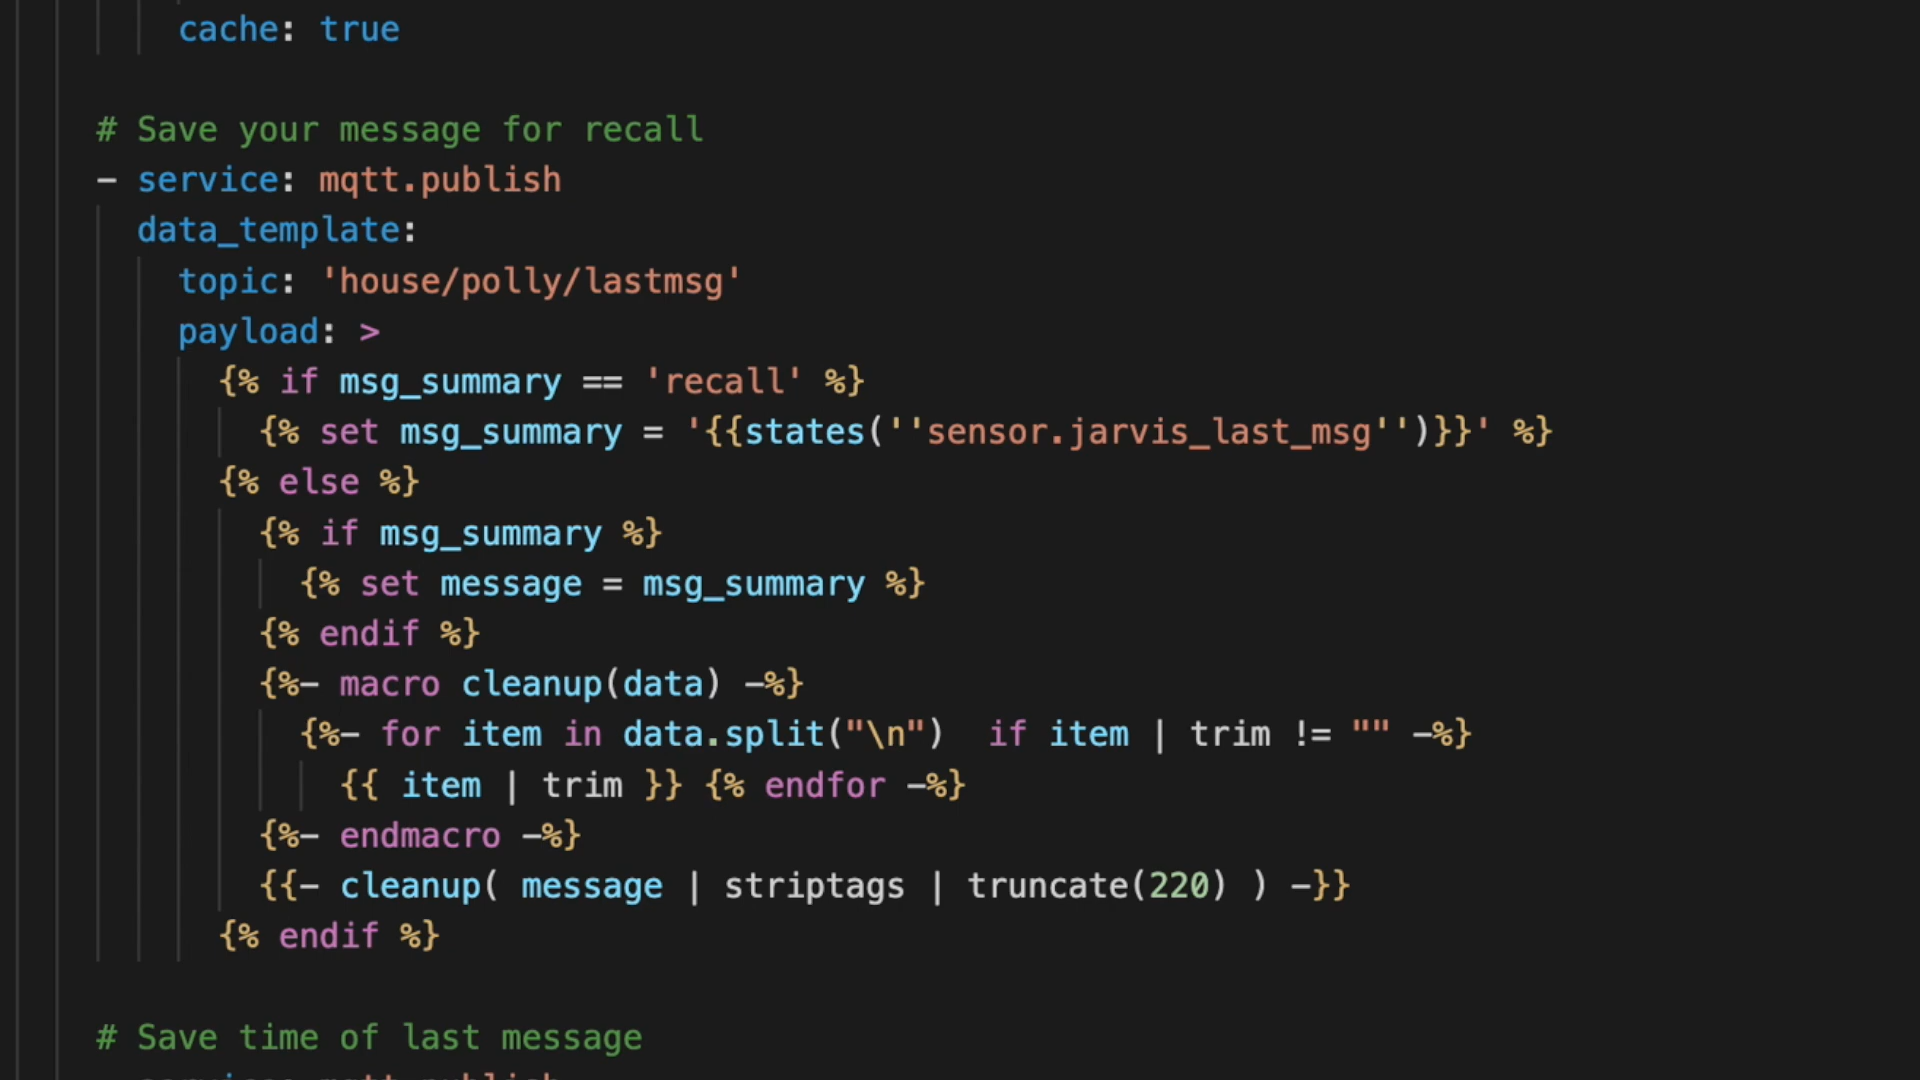 cache: true
# Save your message for recall
- service: mqtt.publish
data_template:
topic: 'house/polly/lastmsg'
payload: >
{% if msg_summary == 'recall' %}
{% set msg_summary = '{{states(''sensor.jarvis_last_msg'')}}' %}
{% else %}
{% if msg_summary %}
{% set message = msg_summary %}
{% endif %}
{%- macro cleanup(data) -%}
{%- for item in data.split("\n")  if item | trim != "" -%}
{{ item | trim }} {% endfor -%}
{%- endmacro -%}
{{- cleanup( message | striptags | truncate(220) ) -}}
{% endif %}
# Save time of last message